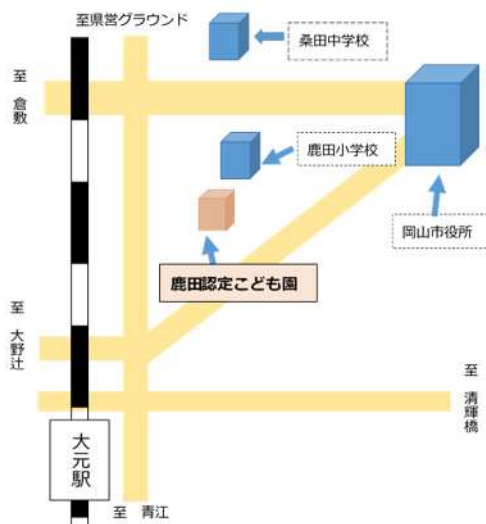 至県営グラウンド
桑田中学校
至 倉敷
鹿田小学校
岡山市役所
鹿田認定こども園
至 大野辻
至 清輝橋
大元駅
至 青江